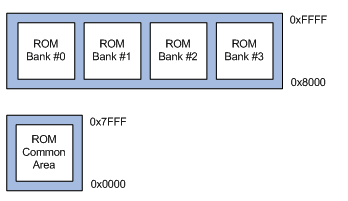 0xFFFF
ROM Bank #0
ROM Bank #1
ROM Bank #2
ROM Bank #3
0x8000
0x7FFF
ROM
Common
Area
0x0000